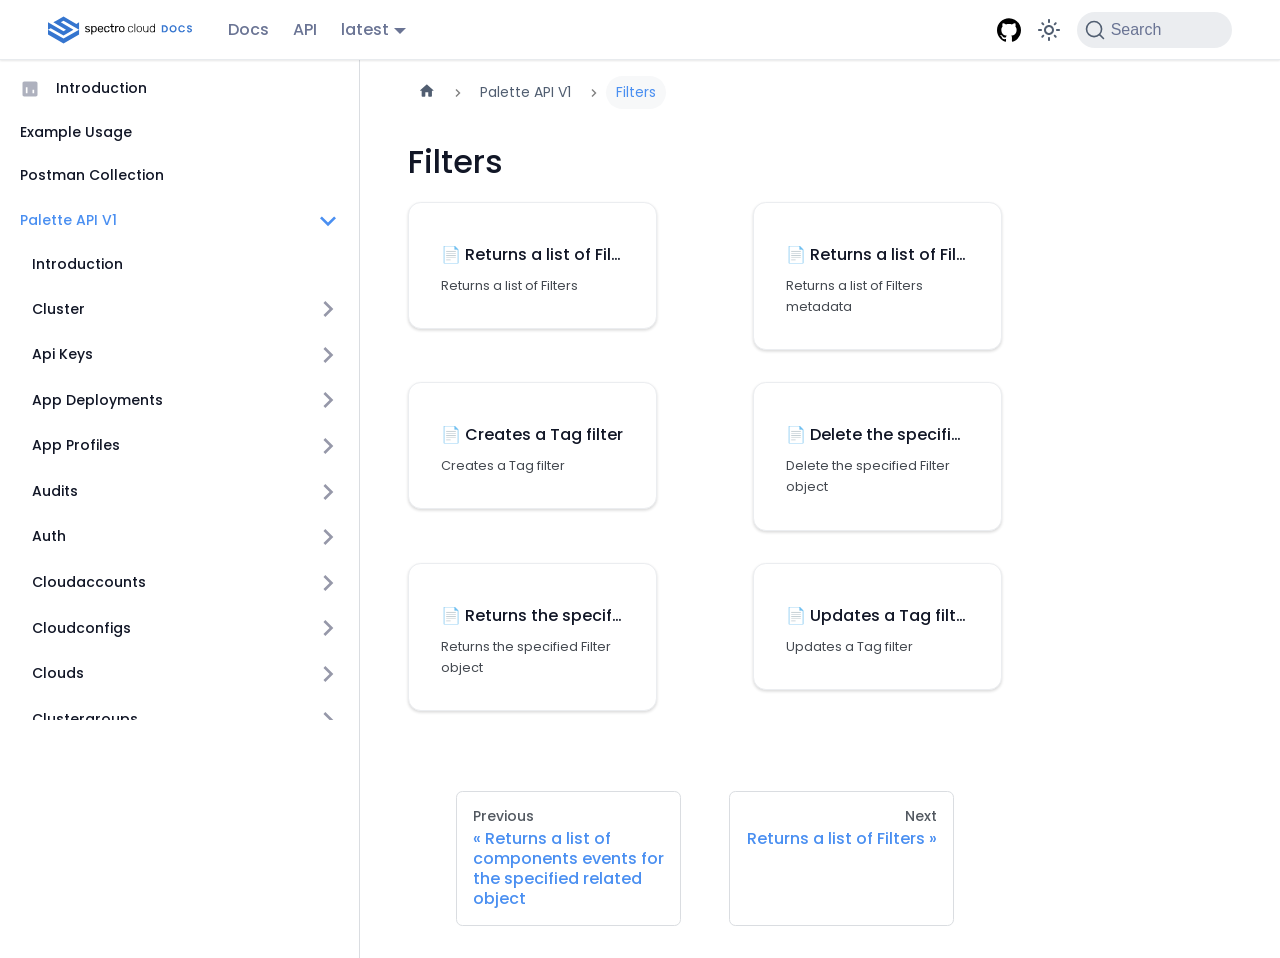 spectro cloud DOCS
Docs
API
latest
Search
Introduction
Example Usage
Postman Collection
Palette API V1
Introduction
Cluster
Api Keys
App Deployments
App Profiles
Audits
Auth
Cloudaccounts
Cloudconfigs
Clouds
Clustergroups
Palette API V1
Filters
Filters
Returns a list of Fil...
Returns a list of Filters
Returns a list of Fil...
Returns a list of Filters
metadata
Creates a Tag filter
Creates a Tag filter
Delete the specifi...
Delete the specified Filter
object
Returns the specif...
Returns the specified Filter
object
Updates a Tag filt...
Updates a Tag filter
Previous
« Returns a list of
components events for
the specified related
object
Next
Returns a list of Filters »